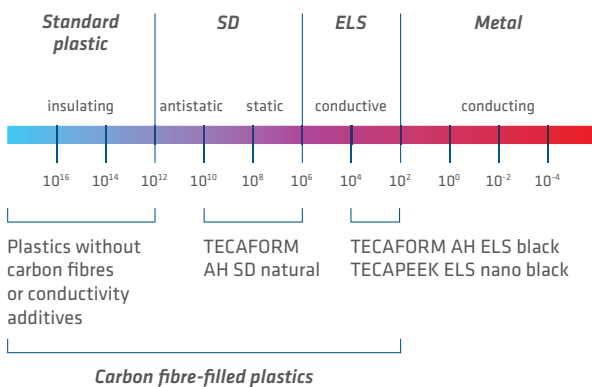 Standard plastic SD ELS Metal
insulating antistatic static conductive conducting
10¹⁶ 10¹⁴ 10¹² 10¹⁰ 10⁸ 10⁶ 10⁴ 10² 10⁰ 10⁻² 10⁻⁴
Plastics without
carbon fibres
or conductivity
additives
TECAFORM
AH SD natural
TECAFORM AH ELS black
TECAPEEK ELS nano black
Carbon fibre-filled plastics